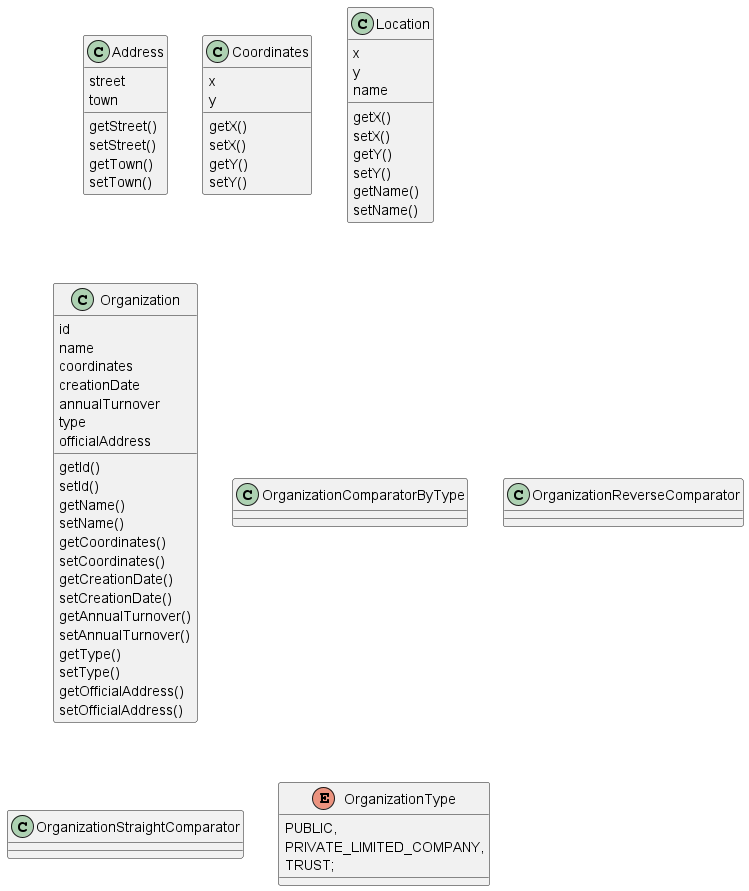 C Address
street
town
getStreet()
setStreet()
getTown()
setTown()
C Coordinates
x
y
getX()
setX()
getY()
setY()
C Location
x
y
name
getX()
setX()
getY()
setY()
getName()
setName()
C Organization
id
name
coordinates
creationDate
annualTurnover
type
officialAddress
getId()
setId()
getName()
setName()
getCoordinates()
setCoordinates()
getCreationDate()
setCreationDate()
getAnnualTurnover()
setAnnualTurnover()
getType()
setType()
getOfficialAddress()
setOfficialAddress()
C OrganizationComparatorByType
C OrganizationReverseComparator
C OrganizationStraightComparator
E OrganizationType
PUBLIC,
PRIVATE_LIMITED_COMPANY,
TRUST;